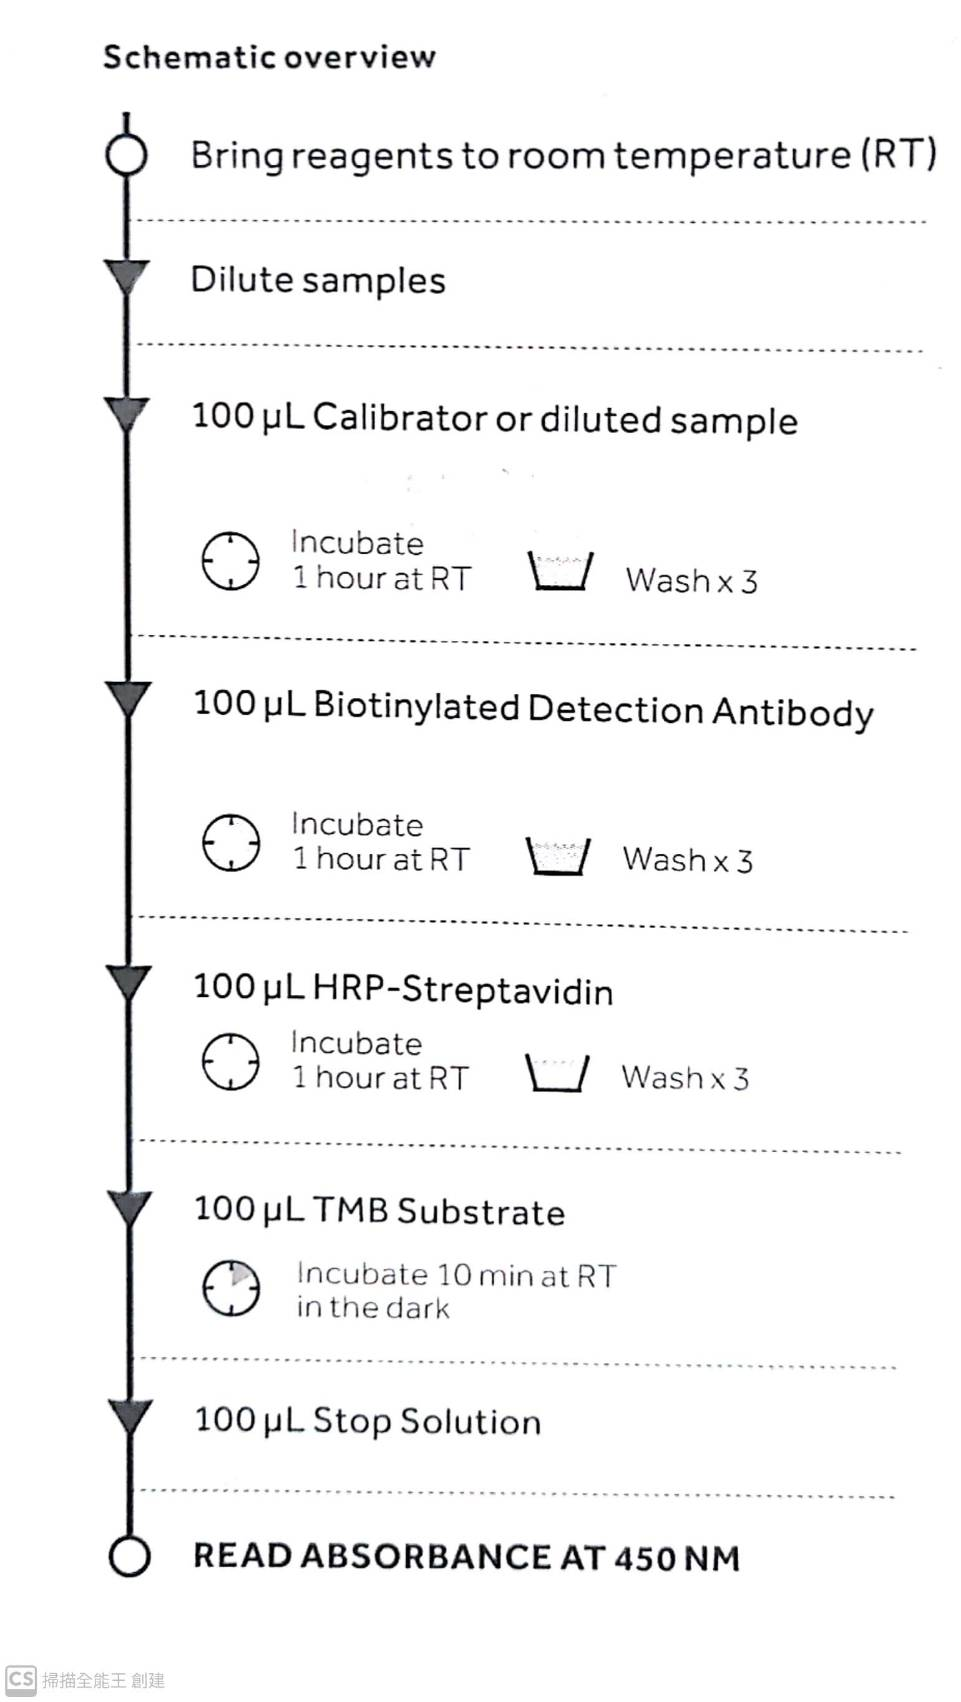 Schematic overview
Bring reagents to room temperature (RT)
Dilute samples
100 µL Calibrator or diluted sample
Incubate
1 hour at RT
Wash x 3
100 µL Biotinylated Detection Antibody
Incubate
1 hour at RT
Wash x 3
100 µL HRP-Streptavidin
Incubate
1 hour at RT
Wash x 3
100 µL TMB Substrate
Incubate 10 min at RT
in the dark
100 µL Stop Solution
READ ABSORBANCE AT 450 NM
CS 掃描全能王 創建